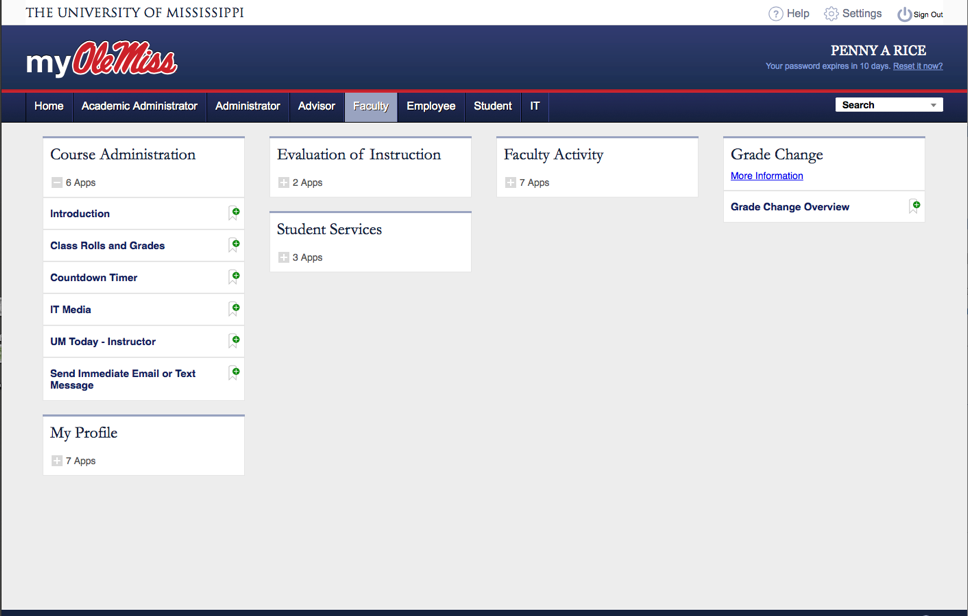 THE UNIVERSITY OF MISSISSIPPI
? Help Settings Sign Out
my Ole Miss
PENNY A RICE
Your password expires in 10 days. Reset it now?
Home Academic Administrator Administrator Advisor Faculty Employee Student IT Search
Course Administration
6 Apps
Introduction
Class Rolls and Grades
Countdown Timer
IT Media
UM Today - Instructor
Send Immediate Email or Text
Message
My Profile
7 Apps
Evaluation of Instruction
2 Apps
Student Services
3 Apps
Faculty Activity
7 Apps
Grade Change
More Information
Grade Change Overview